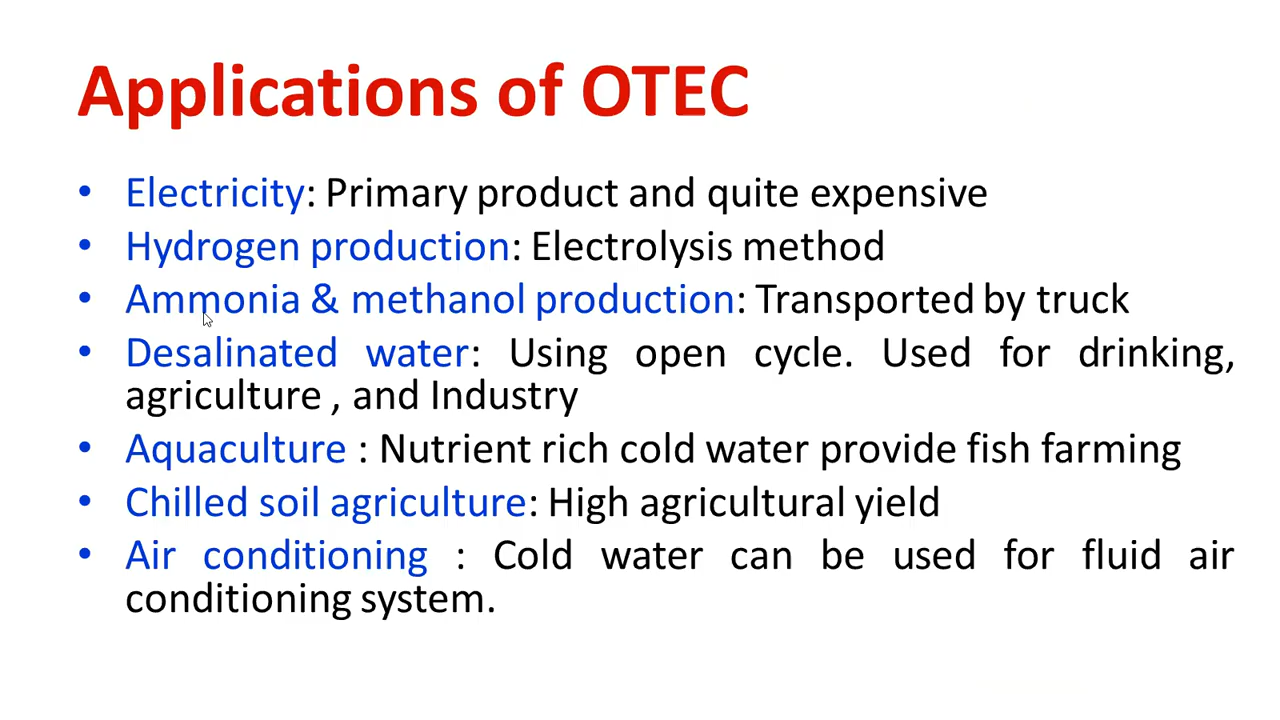 Applications of OTEC
• Electricity: Primary product and quite expensive
• Hydrogen production: Electrolysis method
• Ammonia & methanol production: Transported by truck
• Desalinated water: Using open cycle. Used for drinking,
agriculture , and Industry
• Aquaculture : Nutrient rich cold water provide fish farming
• Chilled soil agriculture: High agricultural yield
• Air conditioning : Cold water can be used for fluid air
conditioning system.